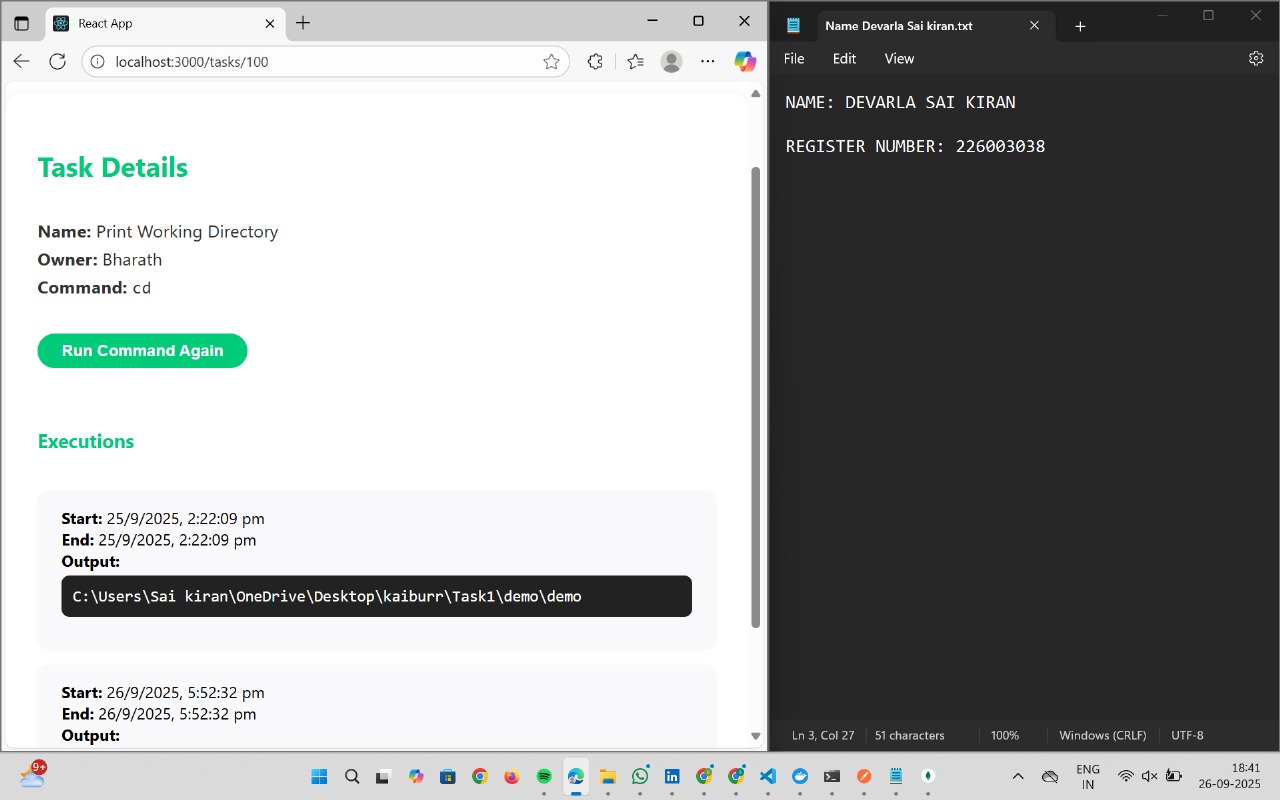 React App
localhost:3000/tasks/100
Task Details
Name: Print Working Directory
Owner: Bharath
Command: cd
Run Command Again
Executions
Start: 25/9/2025, 2:22:09 pm
End: 25/9/2025, 2:22:09 pm
Output:
C:\Users\Sai kiran\OneDrive\Desktop\kaiburr\Task1\demo\demo
Start: 26/9/2025, 5:52:32 pm
End: 26/9/2025, 5:52:32 pm
Output:
Name Devarla Sai kiran.txt
File Edit View
NAME: DEVARLA SAI KIRAN
REGISTER NUMBER: 226003038
Ln 3, Col 27 51 characters 100% Windows (CRLF) UTF-8
9+
ENG
IN
18:41
26-09-2025